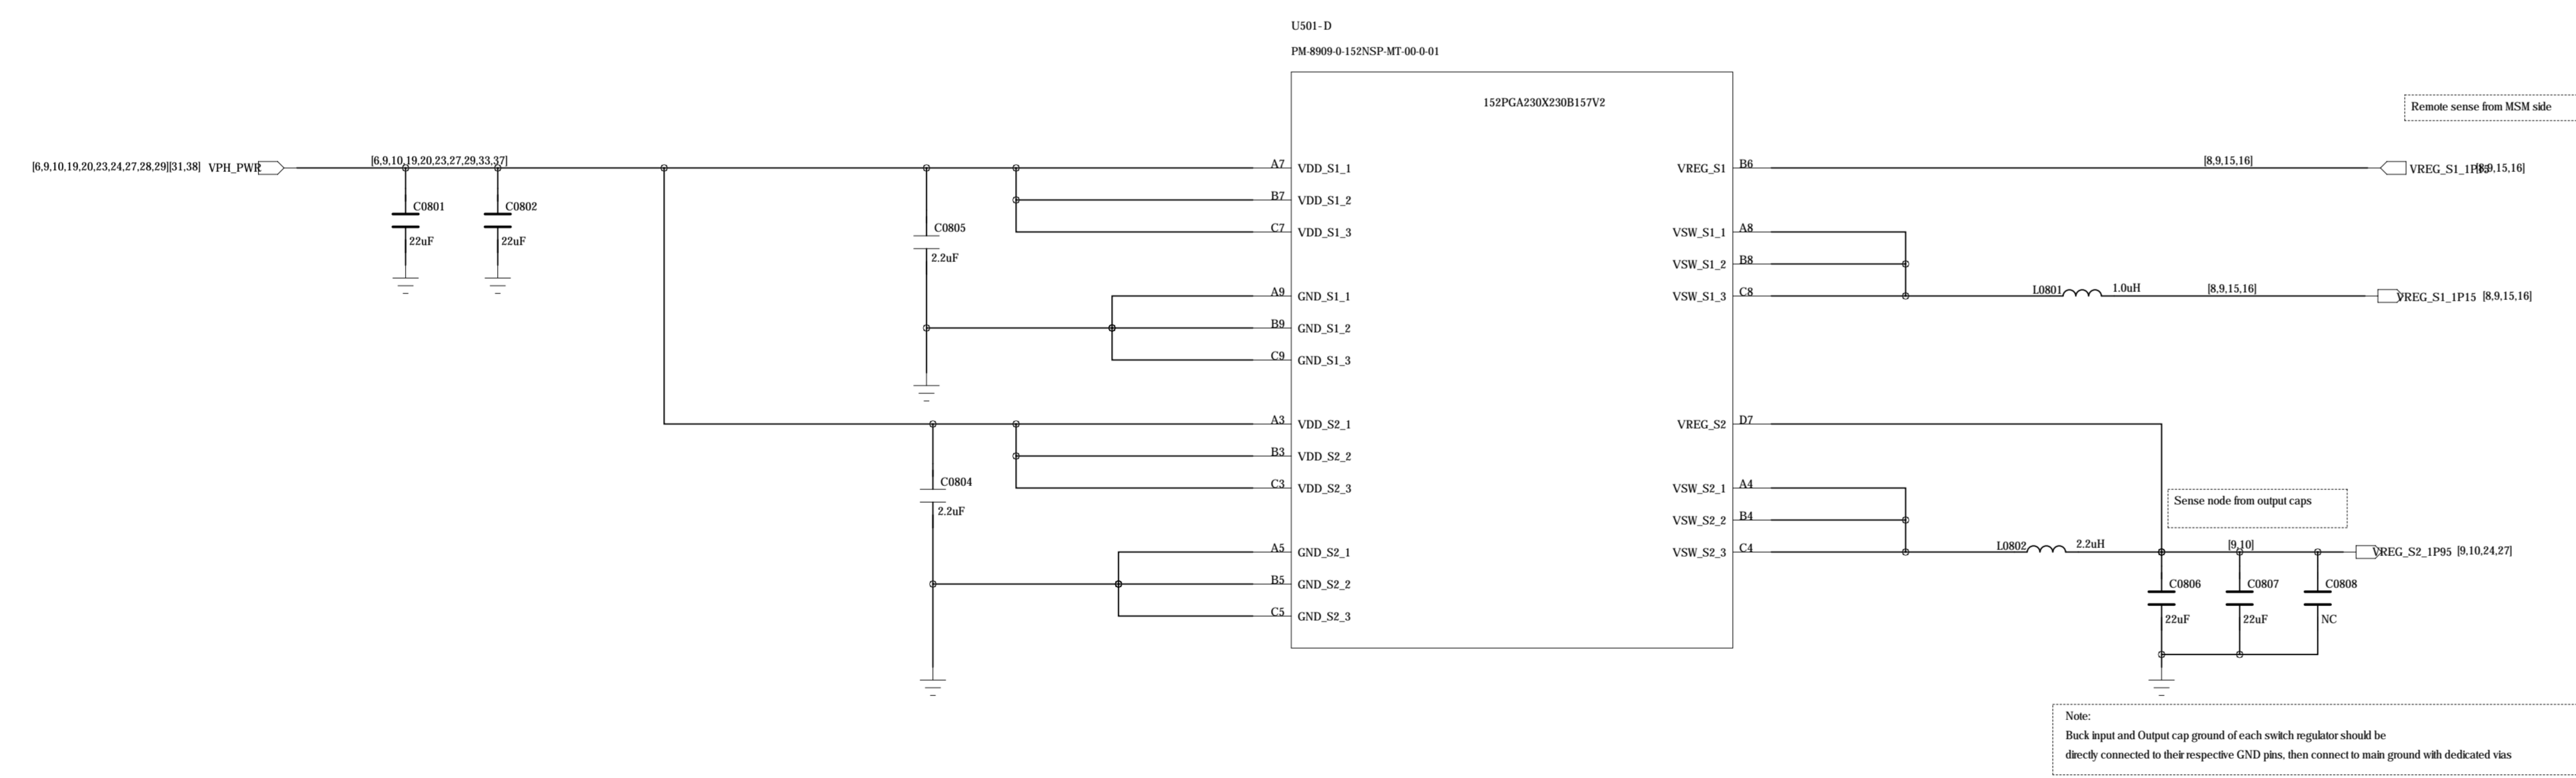 U501-D
PM-8909-0-152NSP-MT-00-0-01
152PGA230X230B157V2
Remote sense from MSM side
[6,9,10,19,20,23,24,27,28,29][31,38] VPH_PWR
[6,9,10,19,20,23,27,29,33,37]
A7 VDD_S1_1
VREG_S1 B6
[8,9,15,16]
VREG_S1_1P15 [8,9,15,16]
B7 VDD_S1_2
C0801
C0802
C0805
C7 VDD_S1_3
VSW_S1_1 A8
22uF
22uF
2.2uF
VSW_S1_2 B8
A9 GND_S1_1
VSW_S1_3 C8
L0801
1.0uH
[8,9,15,16]
VREG_S1_1P15 [8,9,15,16]
B9 GND_S1_2
C9 GND_S1_3
A3 VDD_S2_1
VREG_S2 D7
B3 VDD_S2_2
C0804
C3 VDD_S2_3
VSW_S2_1 A4
2.2uF
Sense node from output caps
VSW_S2_2 B4
A5 GND_S2_1
VSW_S2_3 C4
L0802
2.2uH
[9,10]
VREG_S2_1P95 [9,10,24,27]
B5 GND_S2_2
C0806
C0807
C0808
C5 GND_S2_3
22uF
22uF
NC
Note:
Buck input and Output cap ground of each switch regulator should be
directly connected to their respective GND pins, then connect to main ground with dedicated vias